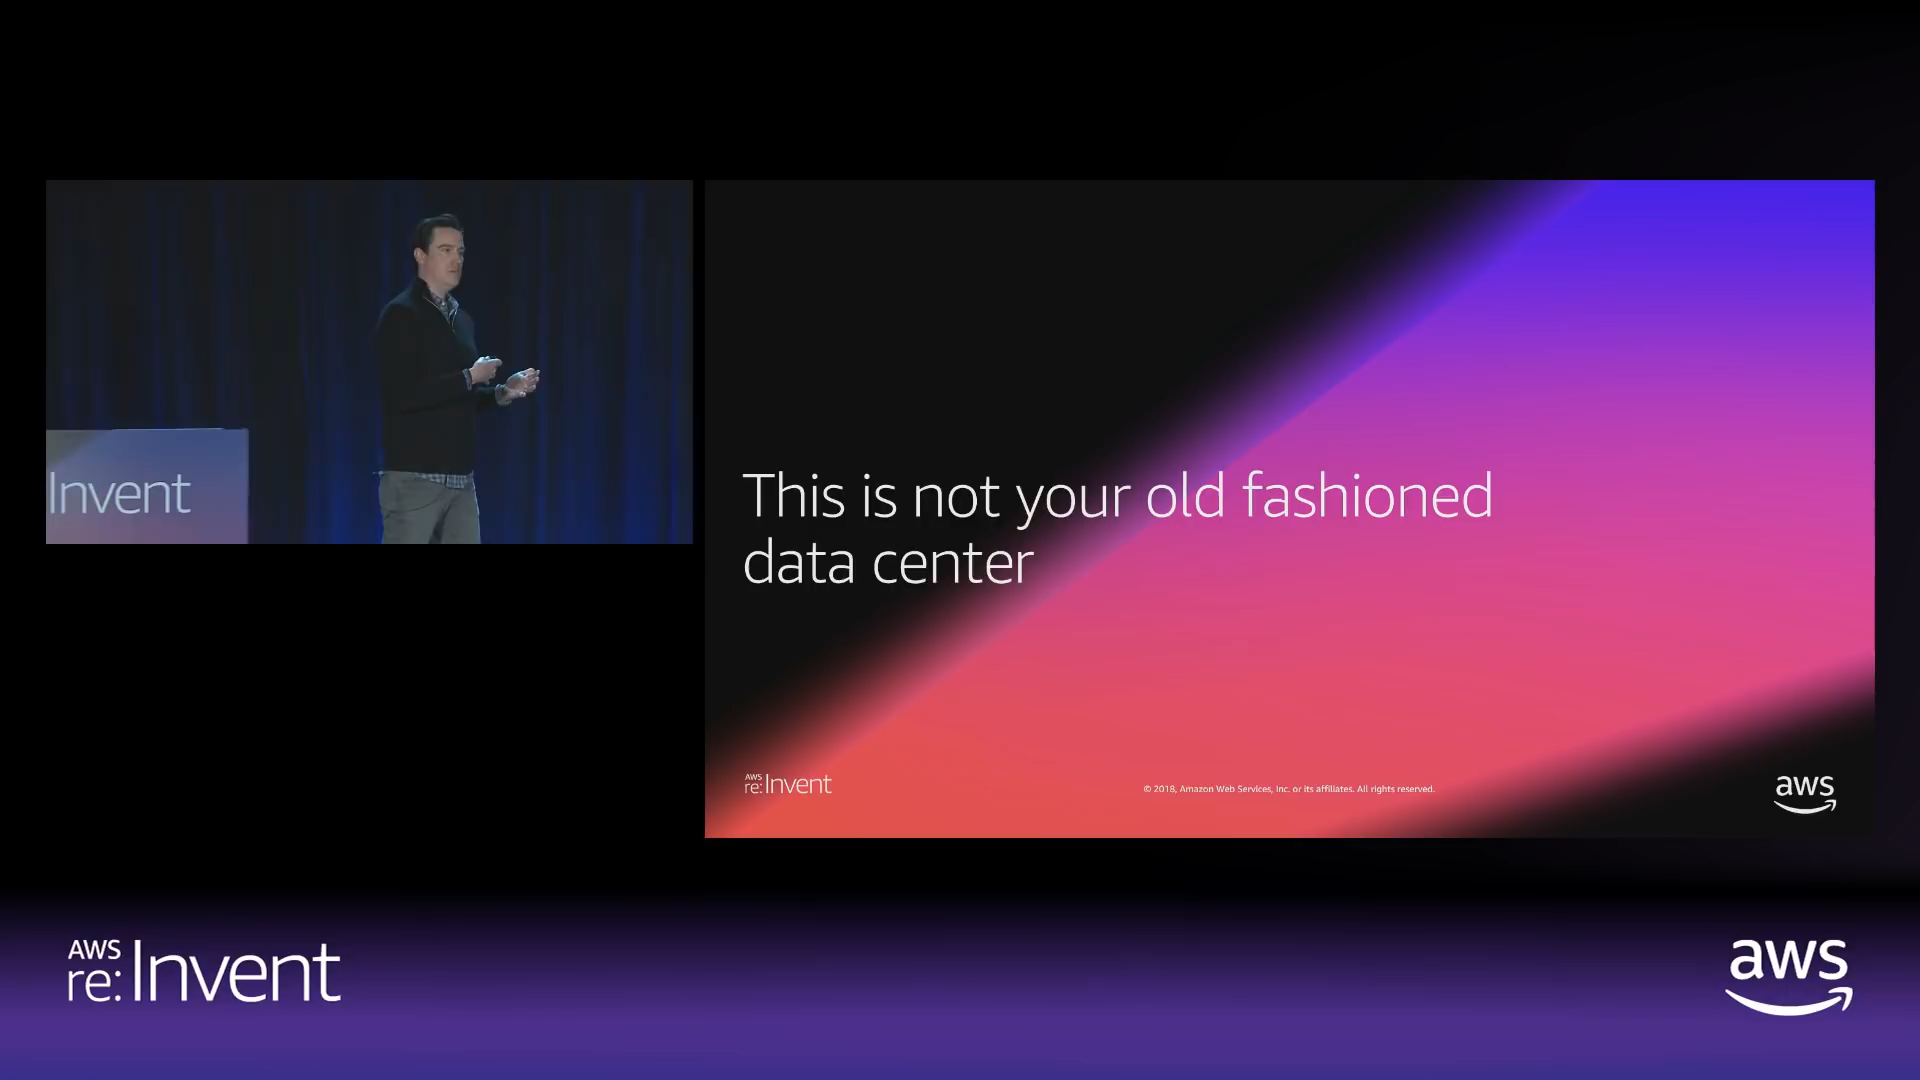 Invent
This is not your old fashioned
data center
AWS
re:Invent
© 2018, Amazon Web Services, Inc. or its affiliates. All rights reserved.
aws
AWS
re:Invent
aws